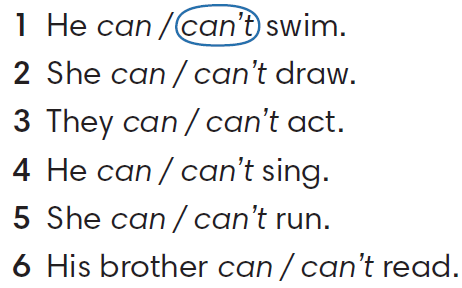 1 He can / can't swim.
2 She can / can't draw.
3 They can / can't act.
4 He can / can't sing.
5 She can / can't run.
6 His brother can / can't read.